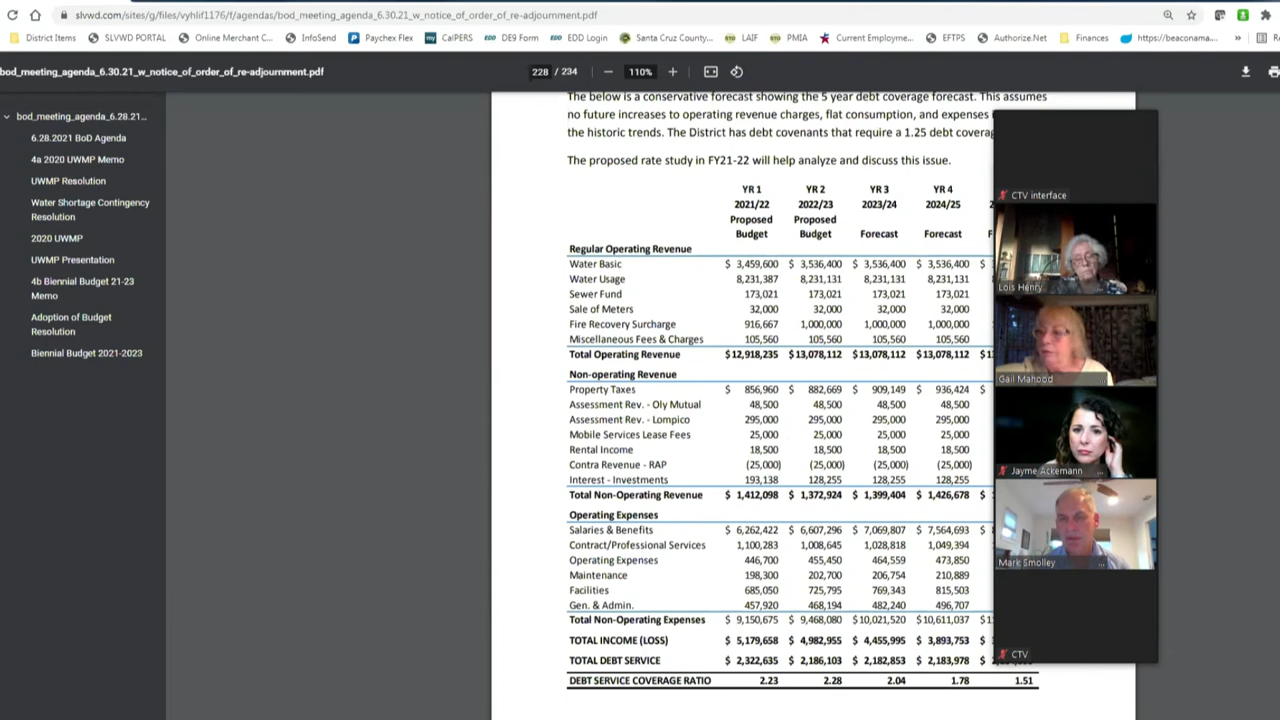 slvwd.com/sites/g/files/vyhlif1176/f/agendas/bod_meeting_agenda_6.30.21_w_notice_of_order_of_re-adjournment.pdf
District Items SLVWD PORTAL Online Merchant C... InfoSend Paychex Flex my CalPERS EDD DE9 Form EDD EDD Login Santa Cruz County... LAIF PMIA Current Employme... EFTPS Authorize.Net Finances https://beaconama... »
bod_meeting_agenda_6.30.21_w_notice_of_order_of_re-adjournment.pdf 228 / 234 — 110% +
bod_meeting_agenda_6.28.21_...
6.28.2021 BoD Agenda
4a 2020 UWMP Memo
UWMP Resolution
Water Shortage Contingency
Resolution
2020 UWMP
UWMP Presentation
4b Biennial Budget 21-23
Memo
Adoption of Budget
Resolution
Biennial Budget 2021-2023
The below is a conservative forecast showing the 5 year debt coverage forecast. This assumes
no future increases to operating revenue charges, flat consumption, and expenses
the historic trends. The District has debt covenants that require a 1.25 debt
The proposed rate study in FY21-22 will help analyze and discuss this issue.
YR 1 YR 2 YR 3 YR 4
2021/22 2022/23 2023/24 2024/25
Proposed Proposed
Budget Budget Forecast Forecast
Regular Operating Revenue
Water Basic $ 3,459,600 $ 3,536,400 $ 3,536,400 $ 3,536,400 $
Water Usage 8,231,387 8,231,131 8,231,131 8,231,131
Sewer Fund 173,021 173,021 173,021 173,021
Sale of Meters 32,000 32,000 32,000 32,000
Fire Recovery Surcharge 916,667 1,000,000 1,000,000 1,000,000
Miscellaneous Fees & Charges 105,560 105,560 105,560 105,560
Total Operating Revenue $12,918,235 $13,078,112 $13,078,112 $13,078,112
Non-operating Revenue
Property Taxes $ 856,960 $ 882,669 $ 909,149 $ 936,424 $
Assessment Rev. - Oly Mutual 48,500 48,500 48,500 48,500
Assessment Rev. - Lompico 295,000 295,000 295,000 295,000
Mobile Services Lease Fees 25,000 25,000 25,000 25,000
Rental Income 18,500 18,500 18,500 18,500
Contra Revenue - RAP (25,000) (25,000) (25,000) (25,000)
Interest - Investments 193,138 128,255 128,255 128,255
Total Non-Operating Revenue $ 1,412,098 $ 1,372,924 $ 1,399,404 $ 1,426,678 $
Operating Expenses
Salaries & Benefits $ 6,262,422 $ 6,607,296 $ 7,069,807 $ 7,564,693 $
Contract/Professional Services 1,100,283 1,008,645 1,028,818 1,049,394
Operating Expenses 446,700 455,450 464,559 473,850
Maintenance 198,300 202,700 206,754 210,889
Facilities 685,050 725,795 769,343 815,503
Gen. & Admin. 457,920 468,194 482,240 496,707
Total Non-Operating Expenses $ 9,150,675 $ 9,468,080 $10,021,520 $10,611,037
TOTAL INCOME (LOSS) $ 5,179,658 $ 4,982,955 $ 4,455,995 $ 3,893,753 $
TOTAL DEBT SERVICE $ 2,322,635 $ 2,186,103 $ 2,182,853 $ 2,183,978
DEBT SERVICE COVERAGE RATIO 2.23 2.28 2.04 1.78 1.51
CTV interface
Lois Henry
Gail Mahood
Jayme Ackemann
Mark Smolley
CTV